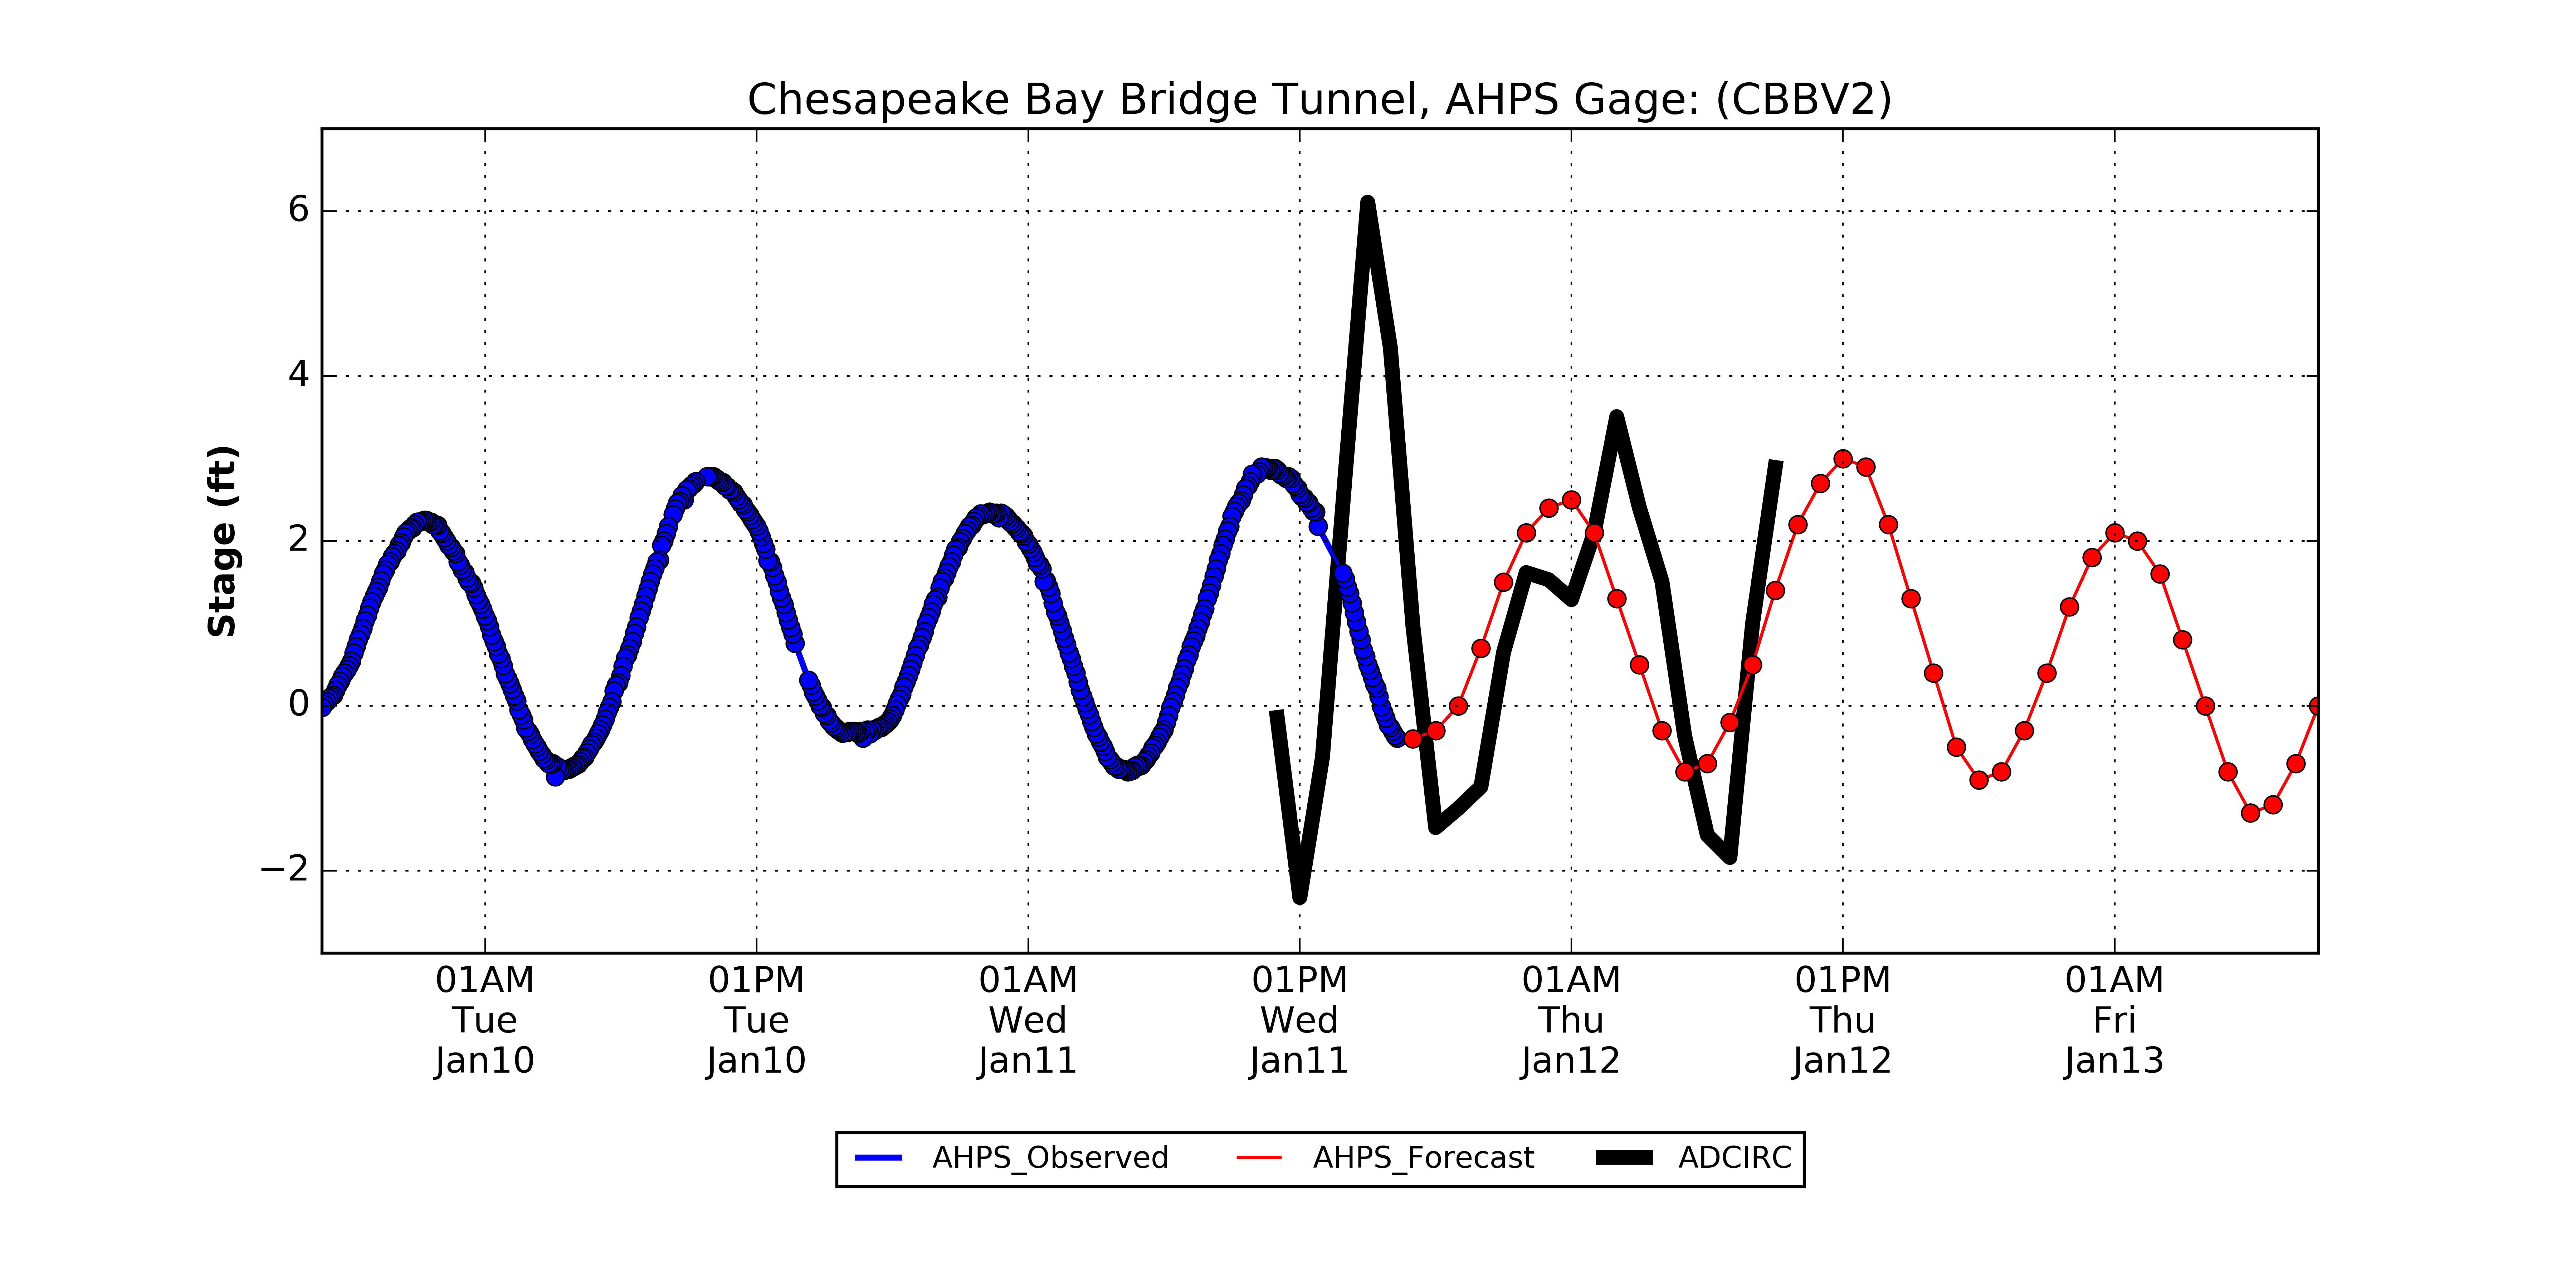 Chesapeake Bay Bridge Tunnel, AHPS Gage: (CBBV2)
Stage (ft)
6
4
2
0
−2
01AM 01PM 01AM 01PM 01AM 01PM 01AM
Tue Tue Wed Wed Thu Thu Fri
Jan10 Jan10 Jan11 Jan11 Jan12 Jan12 Jan13
AHPS_Observed AHPS_Forecast ADCIRC